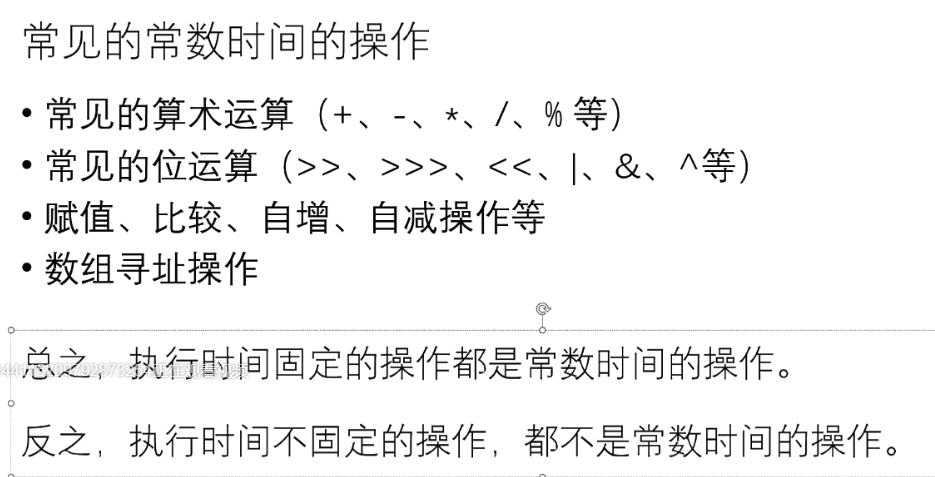 常见的常数时间的操作
• 常见的算术运算（+、-、*、/、% 等）
• 常见的位运算（>>、>>>、<<、|、&、^等）
• 赋值、比较、自增、自减操作等
• 数组寻址操作
总之，执行时间固定的操作都是常数时间的操作。
反之，执行时间不固定的操作，都不是常数时间的操作。